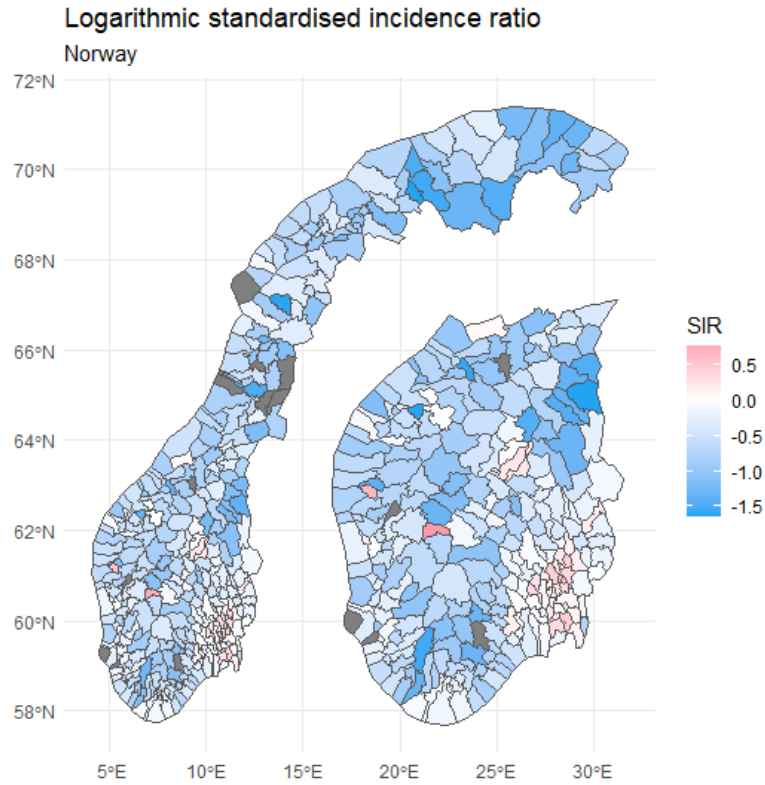 Logarithmic standardised incidence ratio
Norway
72°N
70°N
68°N
66°N
64°N
62°N
60°N
58°N
5°E 10°E 15°E 20°E 25°E 30°E
SIR
0.5
0.0
-0.5
-1.0
-1.5